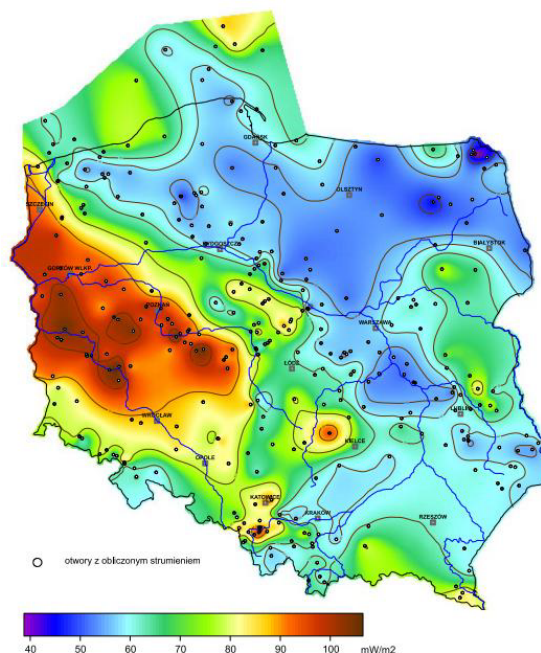 GDAŃSK
OLSZTYN
SZCZECIN
BYDGOSZCZ
BIAŁYSTOK
GORZÓW WLKP.
POZNAŃ
WARSZAWA
ŁÓDŹ
LUBLIN
WROCŁAW
KIELCE
OPOLE
KATOWICE
KRAKÓW
RZESZÓW
otwory z obliczonym strumieniem
40 50 60 70 80 90 100 mW/m2